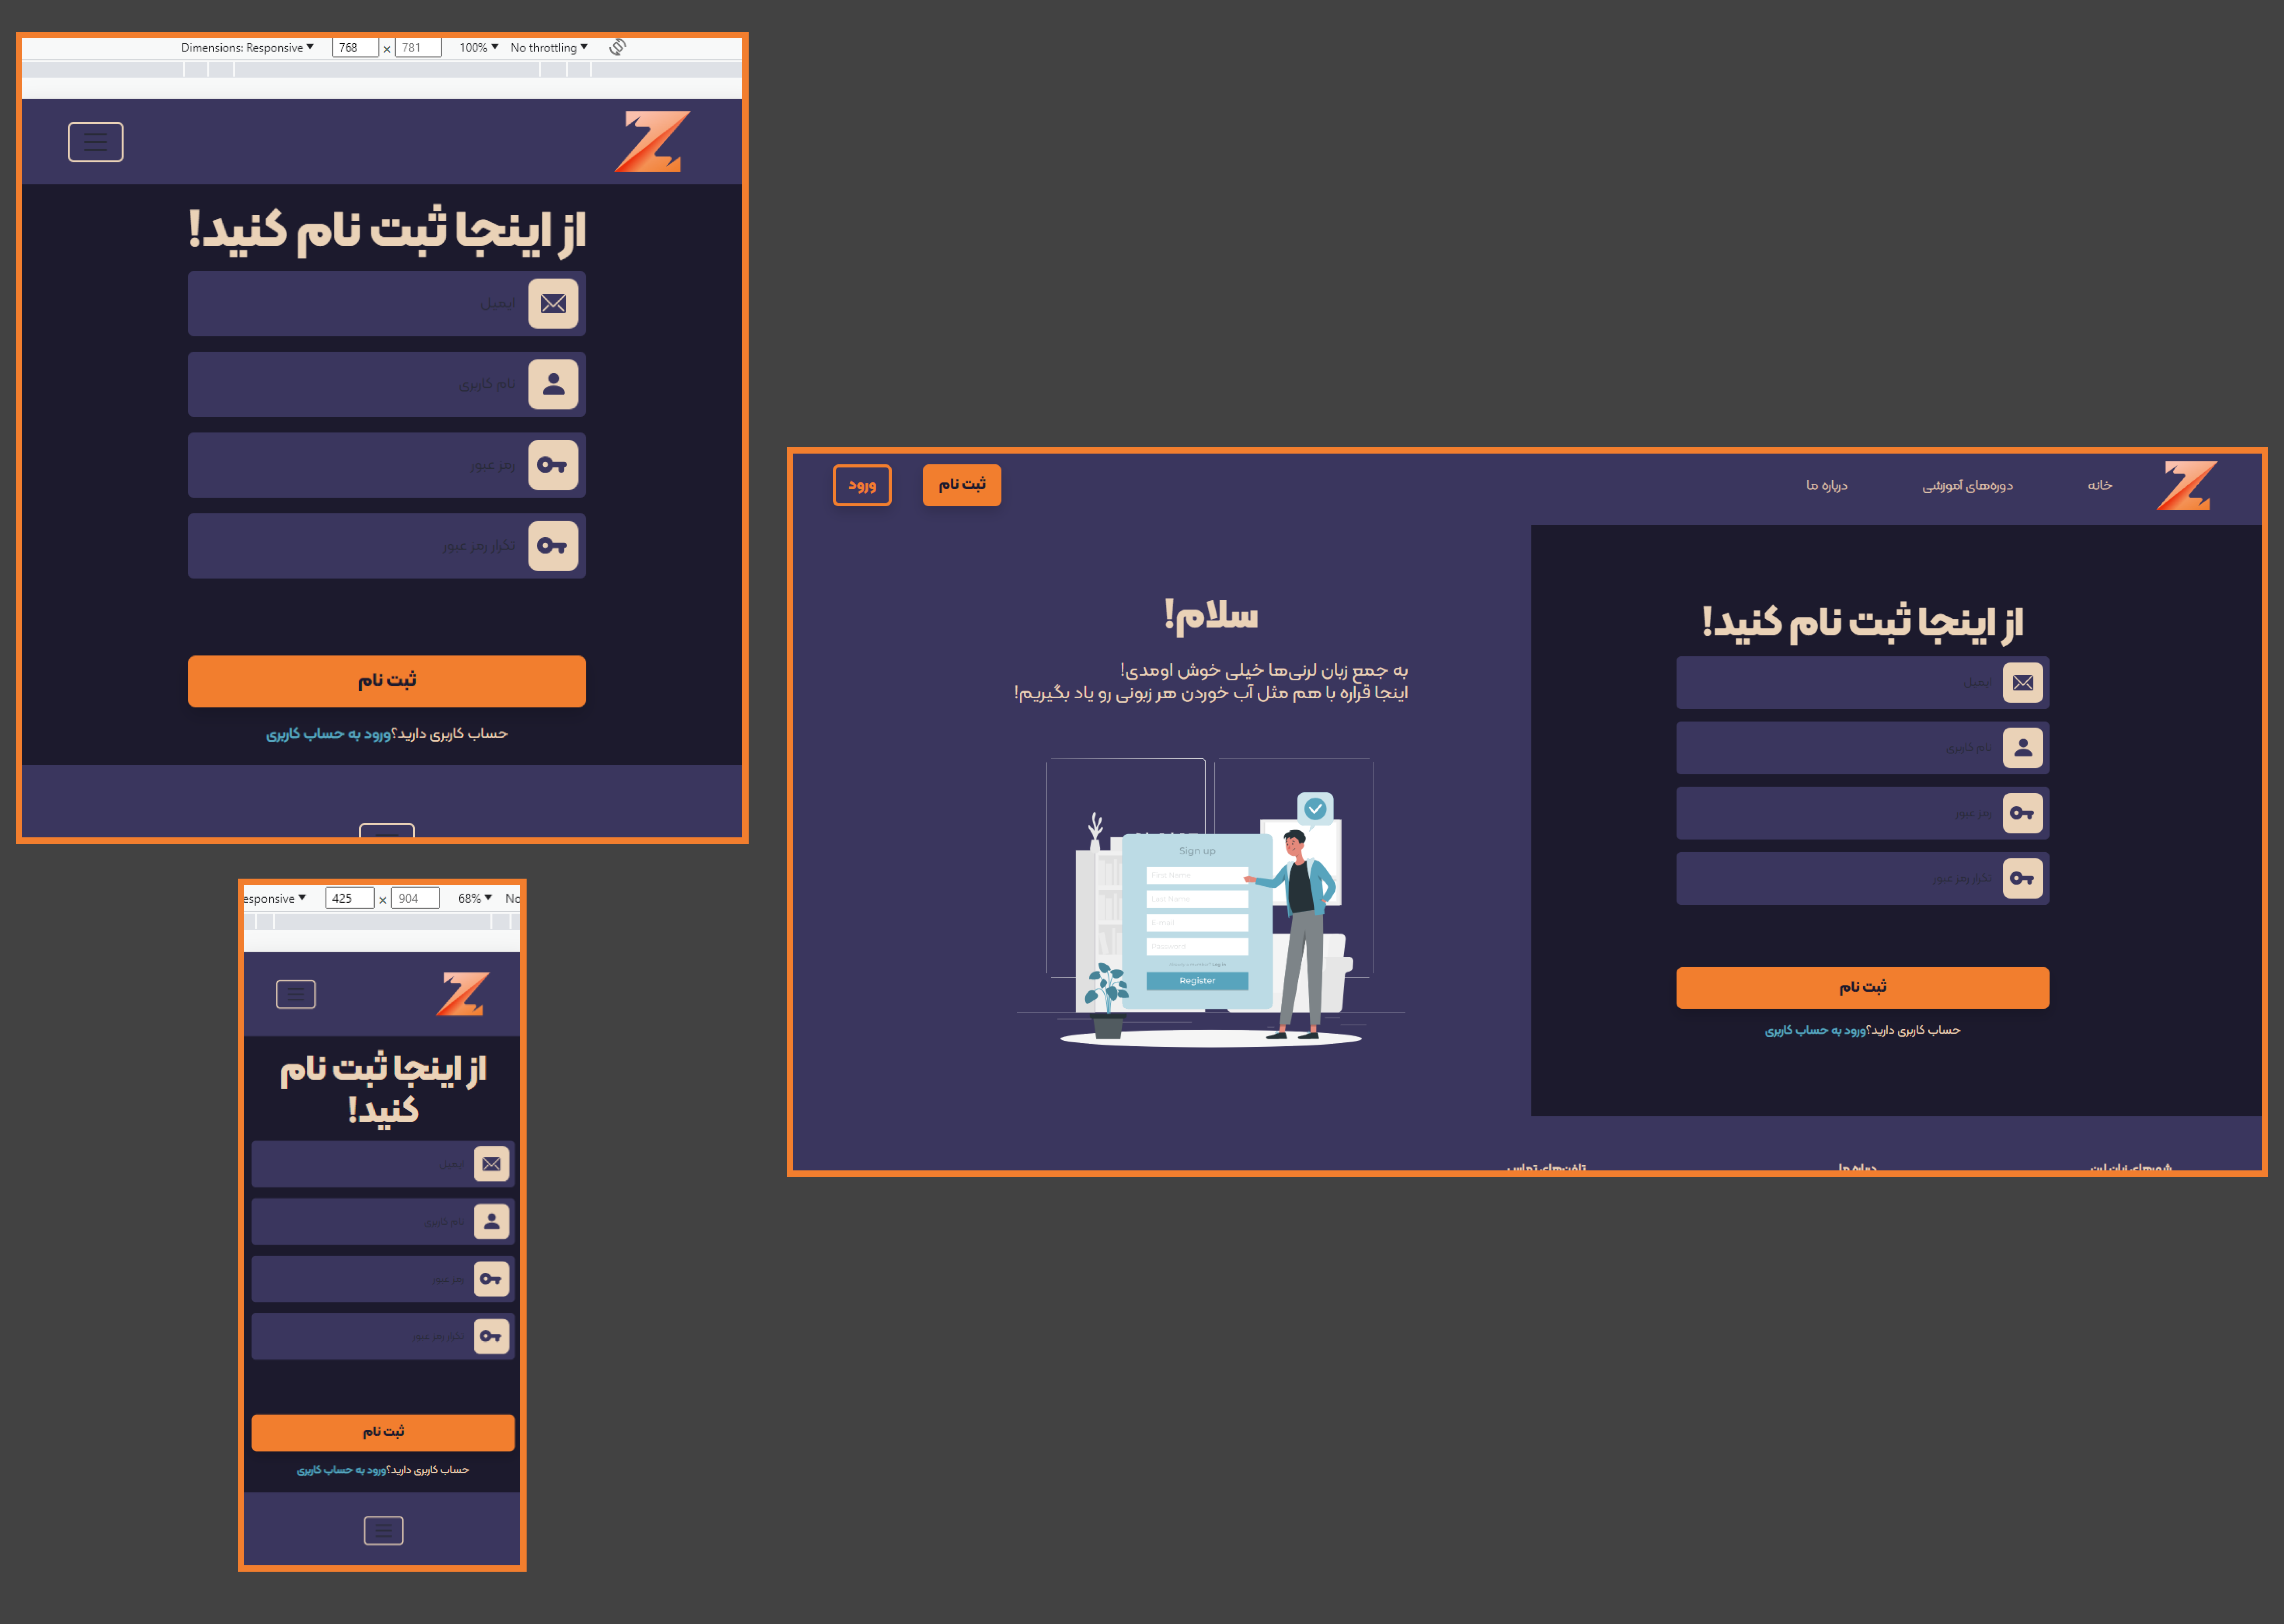 Dimensions: Responsive
768 × 781
100%
No throttling
از اینجا ثبت نام کنید!
ایمیل
نام کاربری
رمز عبور
تکرار رمز عبور
ثبت نام
حساب کاربری دارید؟ورود به حساب کاربری
خانه
دوره‌های آموزشی
درباره ما
ثبت نام
ورود
از اینجا ثبت نام کنید!
ایمیل
نام کاربری
رمز عبور
تکرار رمز عبور
ثبت نام
حساب کاربری دارید؟ورود به حساب کاربری
سلام!
به جمع زبان لرنی‌ها خیلی خوش اومدی!
اینجا قراره با هم مثل آب خوردن هر زبونی رو یاد بگیریم!
Sign up
First Name
Last Name
E-mail
Password
Register
درباره ما
تلفن‌های تماس
esponsive
425 × 904
68%
No
از اینجا ثبت نام
کنید!
ایمیل
نام کاربری
رمز عبور
تکرار رمز عبور
ثبت نام
حساب کاربری دارید؟ورود به حساب کاربری